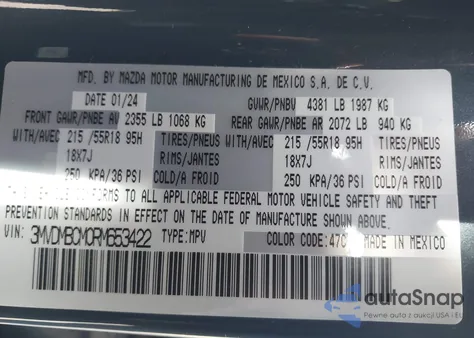 MFD. BY MAZDA MOTOR MANUFACTURING DE MEXICO S.A. DE C.V.
DATE 01/24 GVWR/PNBV 4381 LB 1987 KG
FRONT GAWR/PNBE AV 2355 LB 1068 KG REAR GAWR/PNBE AR 2072 LB 940 KG
WITH/AVEC 215 /55R18 95H TIRES/PNEUS WITH/AVEC 215 /55R18 95H TIRES/PNEUS
18X7J RIMS/JANTES 18X7J RIMS/JANTES
250 KPA/36 PSI COLD/A FROID 250 KPA/36 PSI COLD/A FROID
TO ALL APPLICABLE FEDERAL MOTOR VEHICLE SAFETY AND THEFT
PREVENTION STANDARDS IN EFFECT ON THE DATE OF MANUFACTURE SHOWN ABOVE.
VIN: 3MVDMBCM0RM653422 TYPE: MPV COLOR CODE: 47C MADE IN MEXICO
autoSnap
Pewne auta z aukcji USA i EU